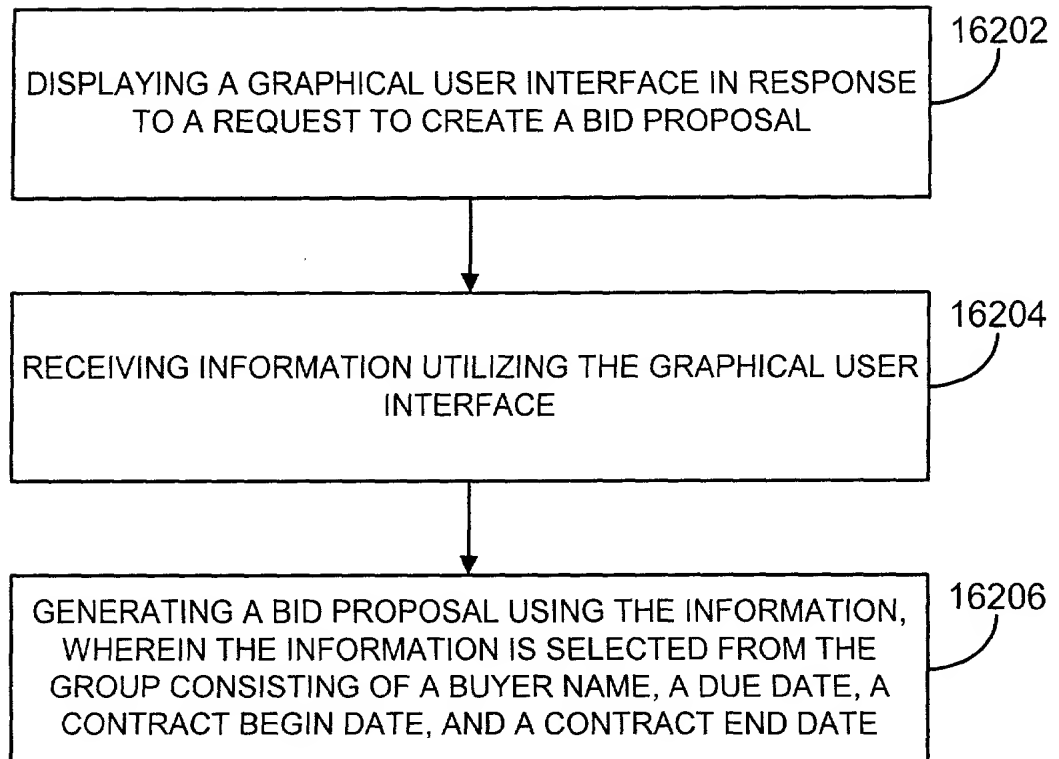 16202
DISPLAYING A GRAPHICAL USER INTERFACE IN RESPONSE
TO A REQUEST TO CREATE A BID PROPOSAL
16204
RECEIVING INFORMATION UTILIZING THE GRAPHICAL USER
INTERFACE
16206
GENERATING A BID PROPOSAL USING THE INFORMATION,
WHEREIN THE INFORMATION IS SELECTED FROM THE
GROUP CONSISTING OF A BUYER NAME, A DUE DATE, A
CONTRACT BEGIN DATE, AND A CONTRACT END DATE